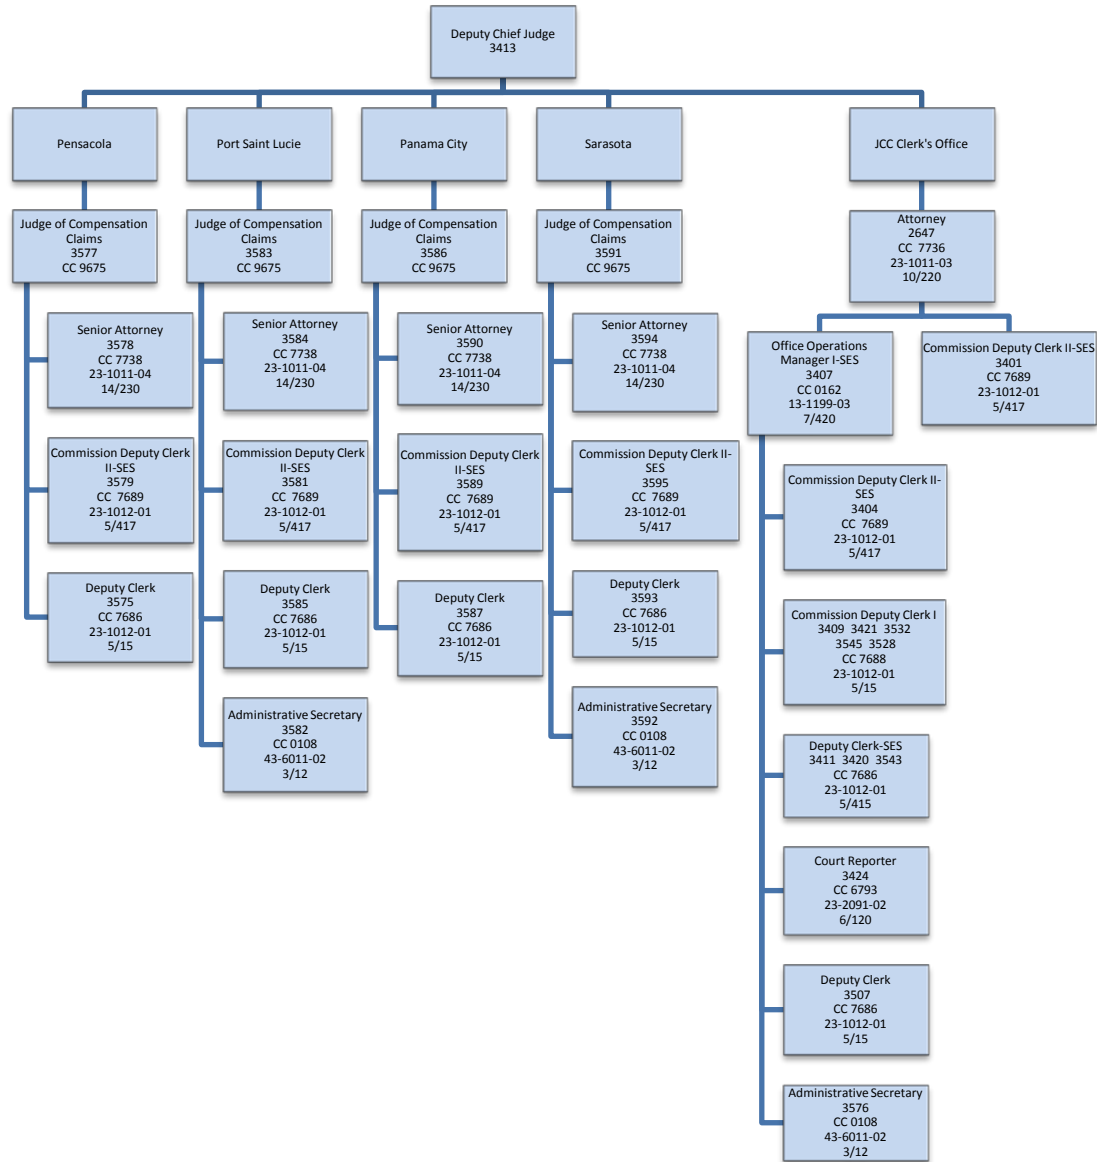 Deputy Chief Judge
3413
Pensacola
Port Saint Lucie
Panama City
Sarasota
JCC Clerk's Office
Judge of Compensation
Claims
3577
CC 9675
Judge of Compensation
Claims
3583
CC 9675
Judge of Compensation
Claims
3586
CC 9675
Judge of Compensation
Claims
3591
CC 9675
Attorney
2647
CC 7736
23-1011-03
10/220
Senior Attorney
3578
CC 7738
23-1011-04
14/230
Senior Attorney
3584
CC 7738
23-1011-04
14/230
Senior Attorney
3590
CC 7738
23-1011-04
14/230
Senior Attorney
3594
CC 7738
23-1011-04
14/230
Office Operations
Manager I-SES
3407
CC 0162
13-1199-03
7/420
Commission Deputy Clerk II-SES
3401
CC 7689
23-1012-01
5/417
Commission Deputy Clerk
II-SES
3579
CC 7689
23-1012-01
5/417
Commission Deputy Clerk
II-SES
3581
CC 7689
23-1012-01
5/417
Commission Deputy Clerk
II-SES
3589
CC 7689
23-1012-01
5/417
Commission Deputy Clerk II-
SES
3595
CC 7689
23-1012-01
5/417
Commission Deputy Clerk II-
SES
3404
CC 7689
23-1012-01
5/417
Deputy Clerk
3575
CC 7686
23-1012-01
5/15
Deputy Clerk
3585
CC 7686
23-1012-01
5/15
Deputy Clerk
3587
CC 7686
23-1012-01
5/15
Deputy Clerk
3593
CC 7686
23-1012-01
5/15
Commission Deputy Clerk I
3409 3421 3532
3545 3528
CC 7688
23-1012-01
5/15
Administrative Secretary
3582
CC 0108
43-6011-02
3/12
Administrative Secretary
3592
CC 0108
43-6011-02
3/12
Deputy Clerk-SES
3411 3420 3543
CC 7686
23-1012-01
5/415
Court Reporter
3424
CC 6793
23-2091-02
6/120
Deputy Clerk
3507
CC 7686
23-1012-01
5/15
Administrative Secretary
3576
CC 0108
43-6011-02
3/12